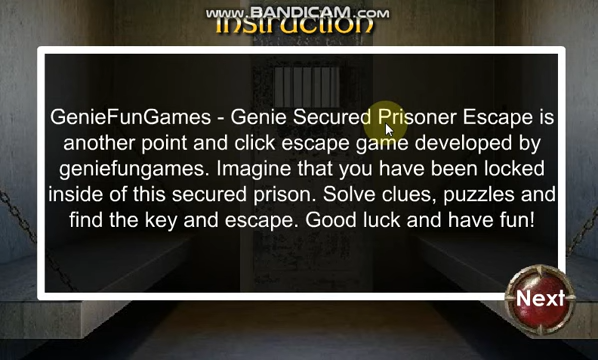 www.BANDICAM.com
Instruction
GenieFunGames - Genie Secured Prisoner Escape is
another point and click escape game developed by
geniefungames. Imagine that you have been locked
inside of this secured prison. Solve clues, puzzles and
find the key and escape. Good luck and have fun!
Next